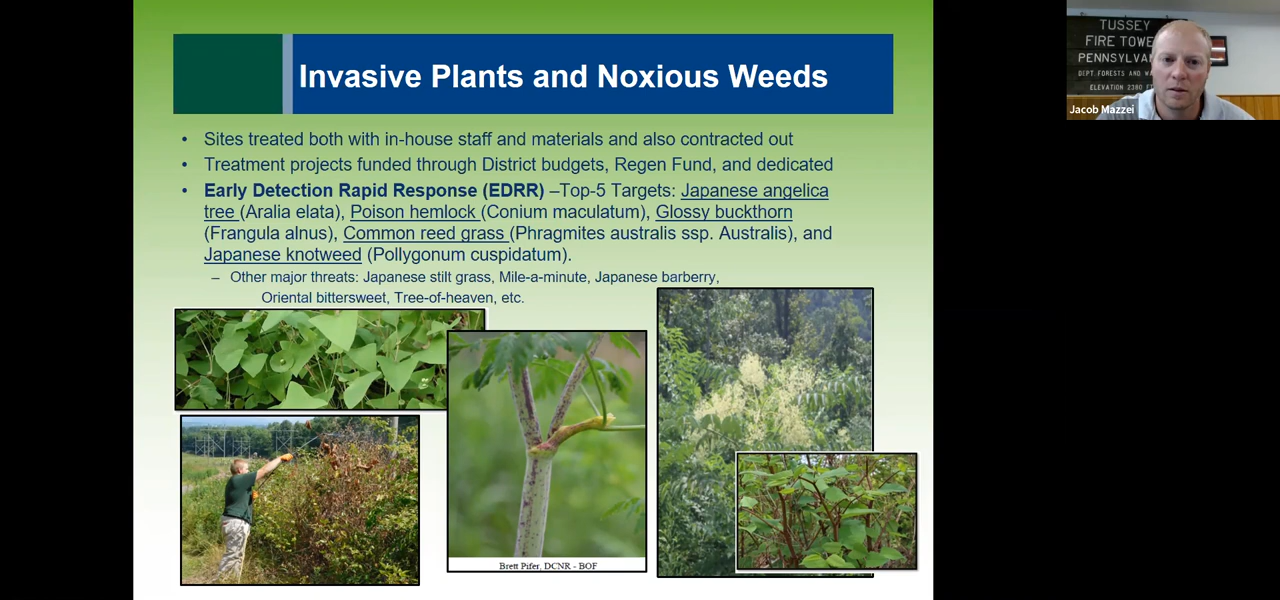 Invasive Plants and Noxious Weeds
• Sites treated both with in-house staff and materials and also contracted out
• Treatment projects funded through District budgets, Regen Fund, and dedicated
• Early Detection Rapid Response (EDRR) –Top-5 Targets: Japanese angelica
tree (Aralia elata), Poison hemlock (Conium maculatum), Glossy buckthorn
(Frangula alnus), Common reed grass (Phragmites australis ssp. Australis), and
Japanese knotweed (Pollygonum cuspidatum).
– Other major threats: Japanese stilt grass, Mile-a-minute, Japanese barberry,
Oriental bittersweet, Tree-of-heaven, etc.
Brett Pifer, DCNR - BOF
TUSSEY
FIRE
PENNSYLVA
DEPT FORESTS AND
ELEVATION 2380
Jacob Mazzei